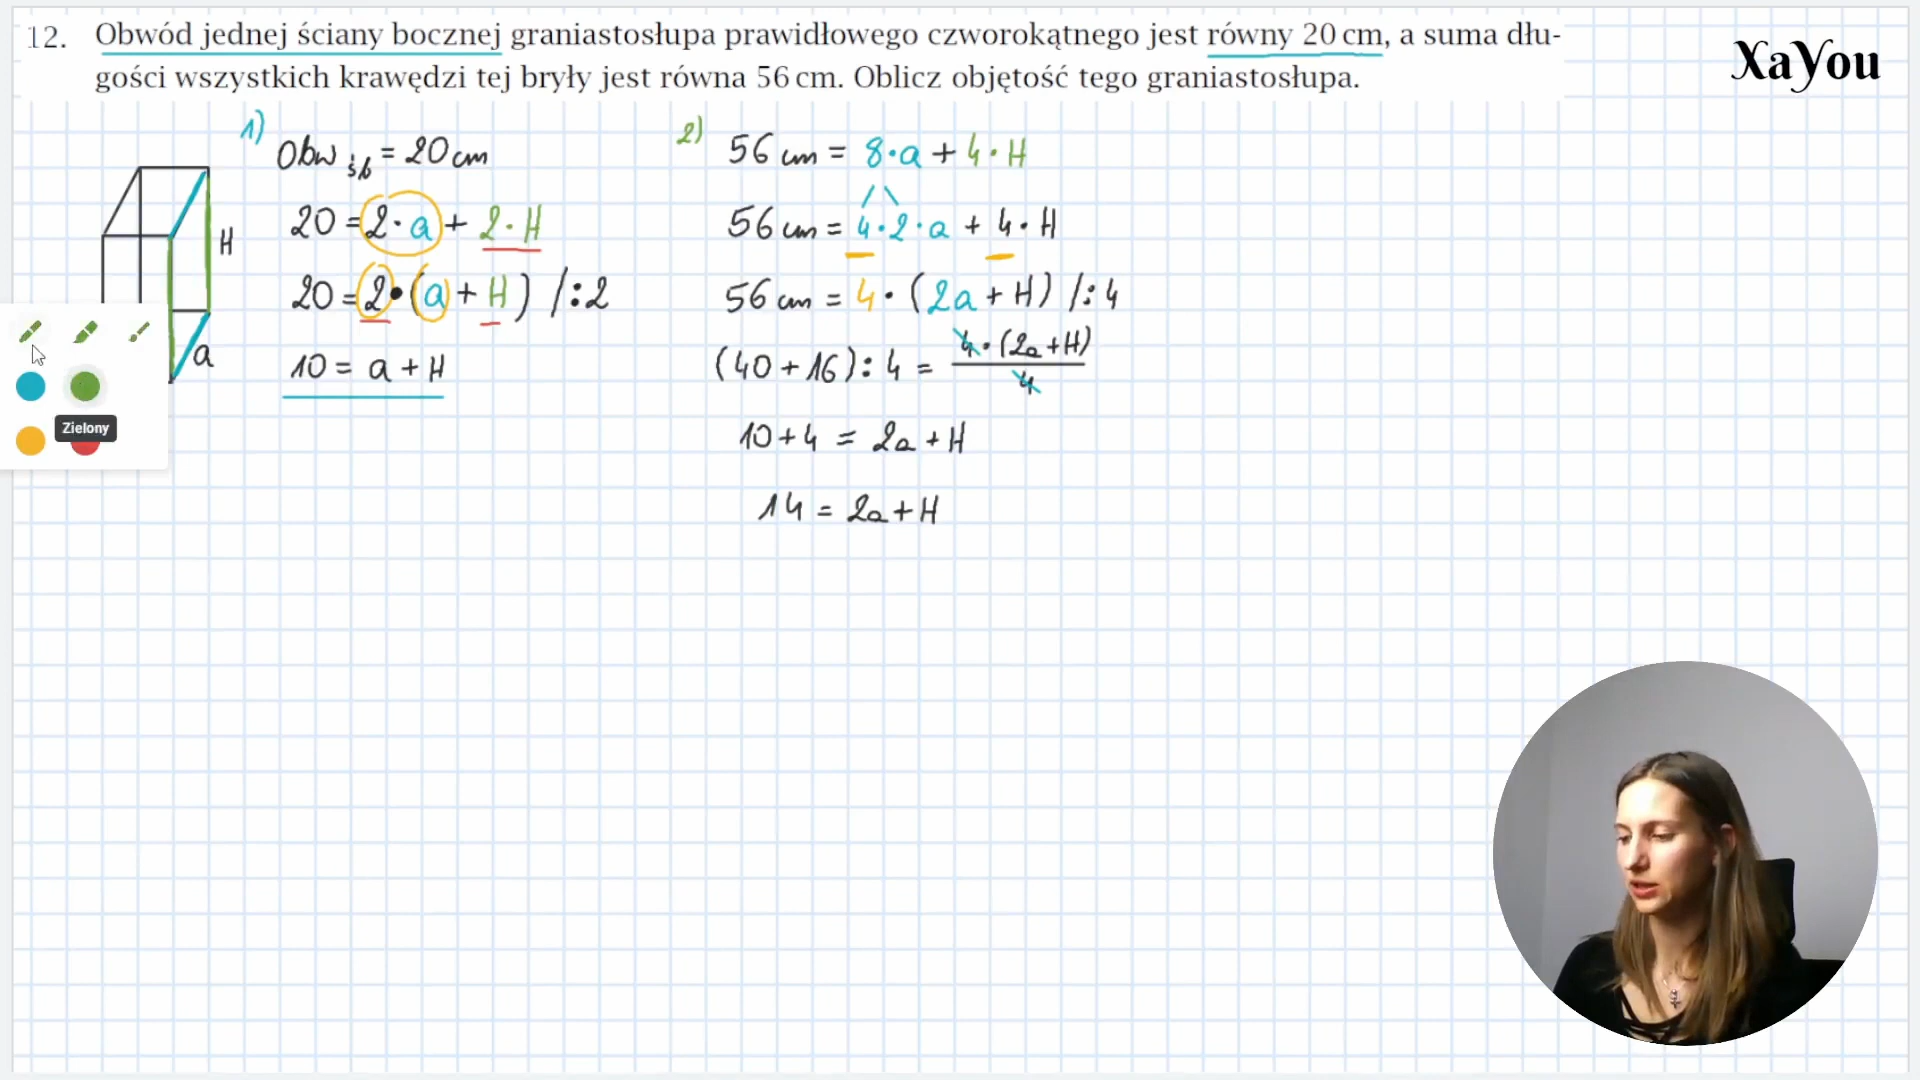 12. Obwód jednej ściany bocznej graniastosłupa prawidłowego czworokątnego jest równy 20 cm, a suma dłu-
gości wszystkich krawędzi tej bryły jest równa 56 cm. Oblicz objętość tego graniastosłupa.
XaYou
1)
Obw śb = 20 cm
20 = 2 · a + 2 · H
20 = 2 • (a + H) /:2
10 = a + H
2)
56 cm = 8 · a + 4 · H
56 cm = 4 · 2 · a + 4 · H
56 cm = 4 · (2a + H) /: 4
(40 + 16) : 4 = 4 · (2a + H) / 4
10 + 4 = 2a + H
14 = 2a + H
H
a
Zielony